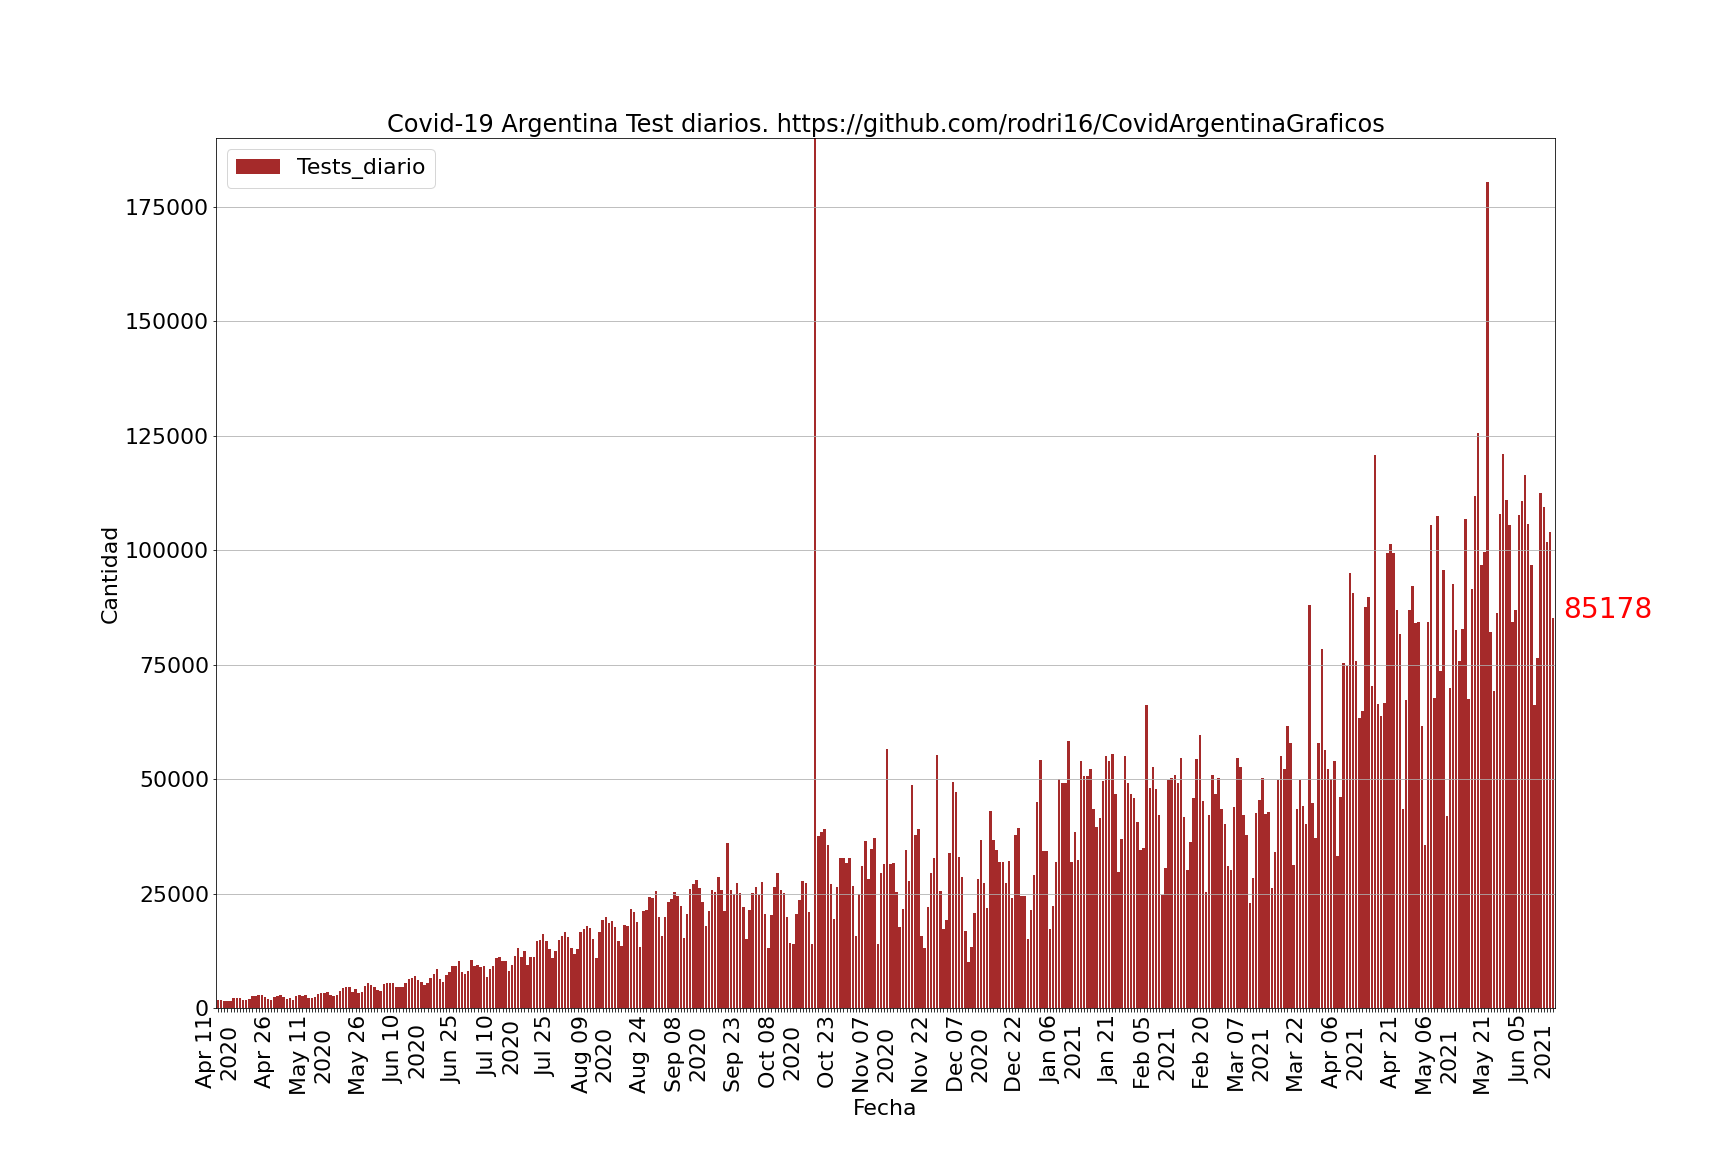 Covid-19 Argentina Test diarios. https://github.com/rodri16/CovidArgentinaGraficos
Tests_diario
175000
150000
125000
100000
75000
50000
25000
0
Cantidad
85178
Apr 11
2020
Apr 26
May 11
2020
May 26
Jun 10
2020
Jun 25
Jul 10
2020
Jul 25
Aug 09
2020
Aug 24
Sep 08
2020
Sep 23
Oct 08
2020
Oct 23
Nov 07
2020
Nov 22
Dec 07
2020
Dec 22
Jan 06
2021
Jan 21
Feb 05
2021
Feb 20
Mar 07
2021
Mar 22
Apr 06
2021
Apr 21
May 06
2021
May 21
Jun 05
2021
Fecha